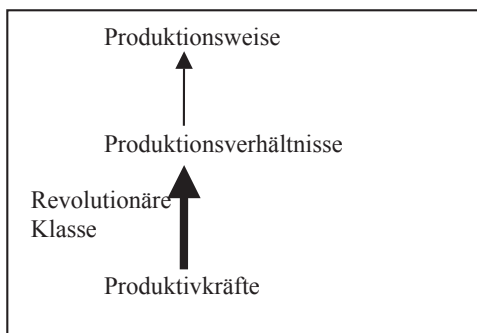 Produktionsweise
Produktionsverhältnisse
Revolutionäre
Klasse
Produktivkräfte